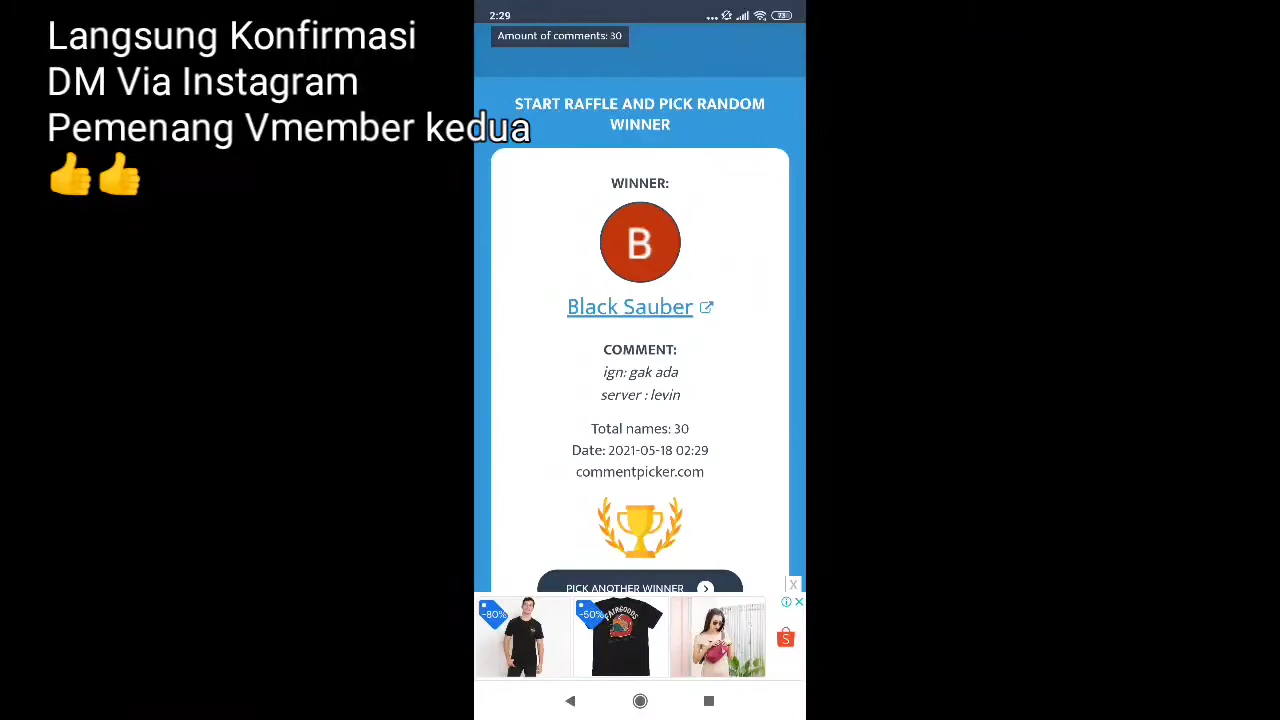 Langsung Konfirmasi
DM Via Instagram
Pemenang Vmember kedua
👍👍
2:29
73
Amount of comments: 30
START RAFFLE AND PICK RANDOM
WINNER
WINNER:
B
Black Sauber
COMMENT:
ign: gak ada
server : levin
Total names: 30
Date: 2021-05-18 02:29
commentpicker.com
PICK ANOTHER WINNER
X
-80%
-50%
FAIRGOODS
S